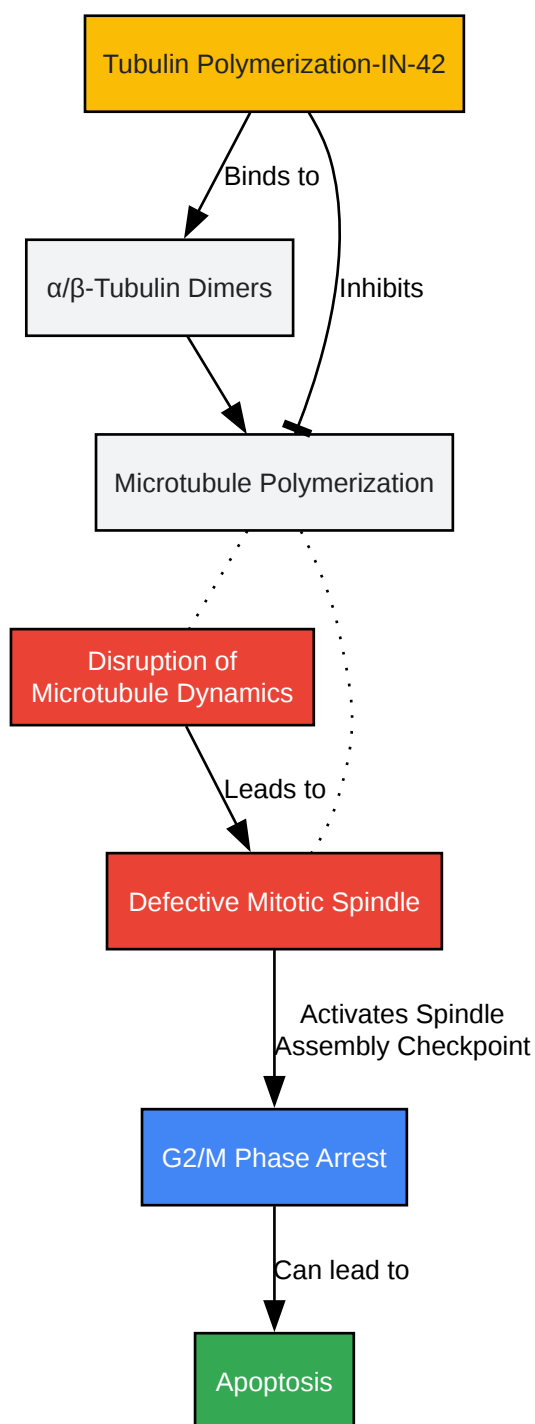 Tubulin Polymerization-IN-42
Binds to
α/β-Tubulin Dimers
Inhibits
Microtubule Polymerization
Disruption of
Microtubule Dynamics
Leads to
Defective Mitotic Spindle
Activates Spindle
Assembly Checkpoint
G2/M Phase Arrest
Can lead to
Apoptosis